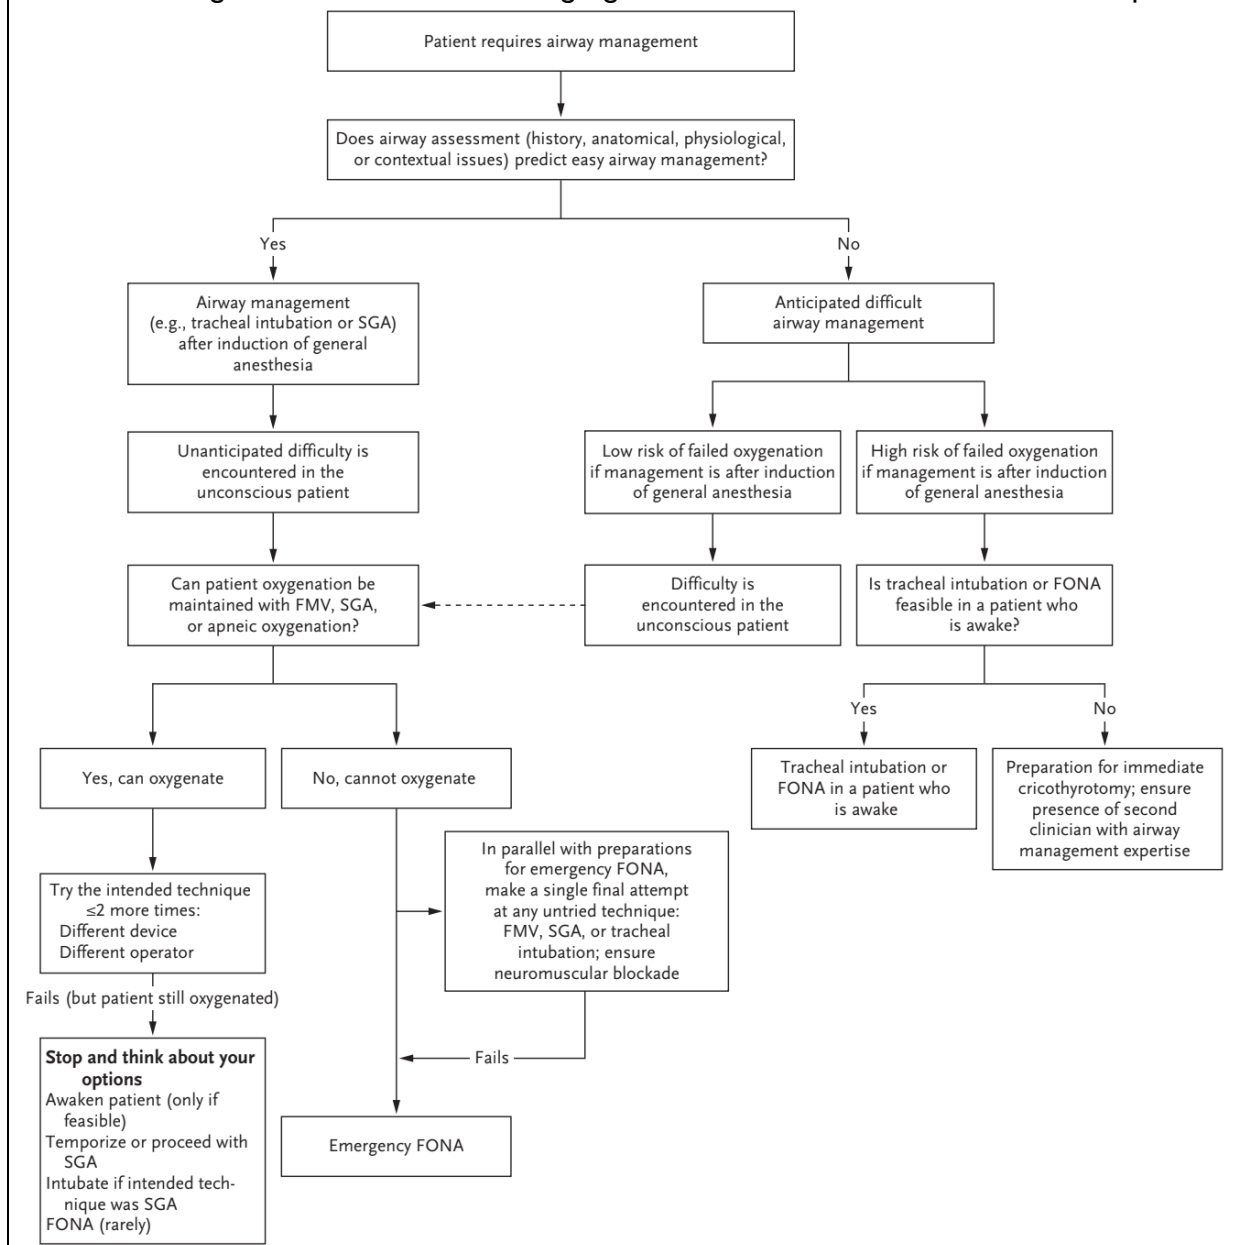 Patient requires airway management
Does airway assessment (history, anatomical, physiological,
or contextual issues) predict easy airway management?
Yes
No
Airway management
(e.g., tracheal intubation or SGA)
after induction of general
anesthesia
Anticipated difficult
airway management
Unanticipated difficulty is
encountered in the
unconscious patient
Low risk of failed oxygenation
if management is after induction
of general anesthesia
High risk of failed oxygenation
if management is after induction
of general anesthesia
Can patient oxygenation be
maintained with FMV, SGA,
or apneic oxygenation?
Difficulty is
encountered in the
unconscious patient
Is tracheal intubation or FONA
feasible in a patient who
is awake?
Yes
No
Yes, can oxygenate
No, cannot oxygenate
Tracheal intubation or
FONA in a patient who
is awake
Preparation for immediate
cricothyrotomy; ensure
presence of second
clinician with airway
management expertise
In parallel with preparations
for emergency FONA,
make a single final attempt
at any untried technique:
FMV, SGA, or tracheal
intubation; ensure
neuromuscular blockade
Try the intended technique
≤2 more times:
Different device
Different operator
Fails (but patient still oxygenated)
Stop and think about your
options
Awaken patient (only if
feasible)
Temporize or proceed with
SGA
Intubate if intended tech-
nique was SGA
FONA (rarely)
Fails
Emergency FONA